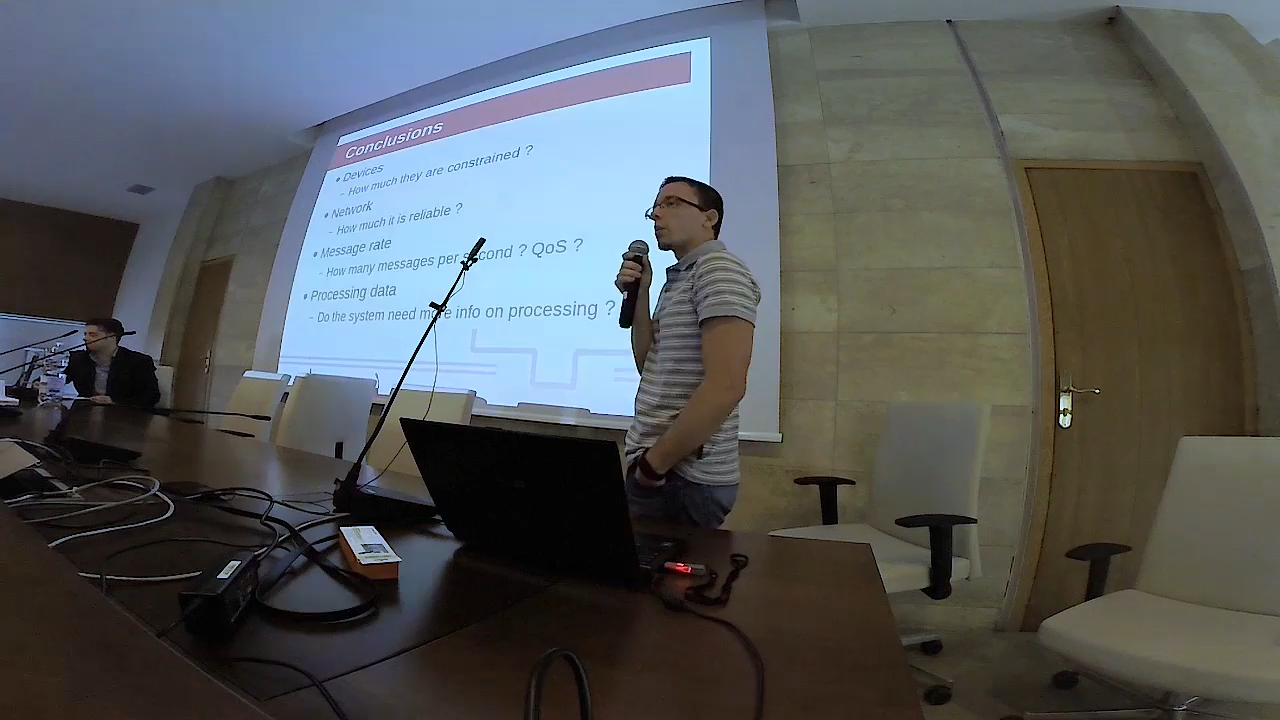 Conclusions
• Devices
– How much they are constrained ?
• Network
– How much it is reliable ?
• Message rate
– How many messages per second ? QoS ?
• Processing data
– Do the system need more info on processing ?